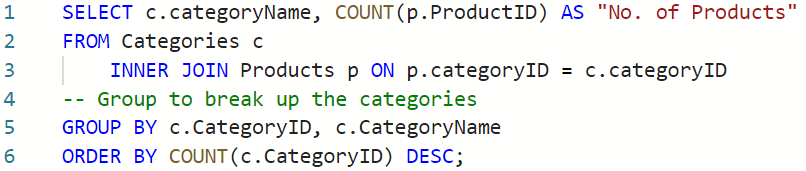 1 SELECT c.categoryName, COUNT(p.ProductID) AS "No. of Products"
2 FROM Categories c
3     INNER JOIN Products p ON p.categoryID = c.categoryID
4 -- Group to break up the categories
5 GROUP BY c.CategoryID, c.CategoryName
6 ORDER BY COUNT(c.CategoryID) DESC;